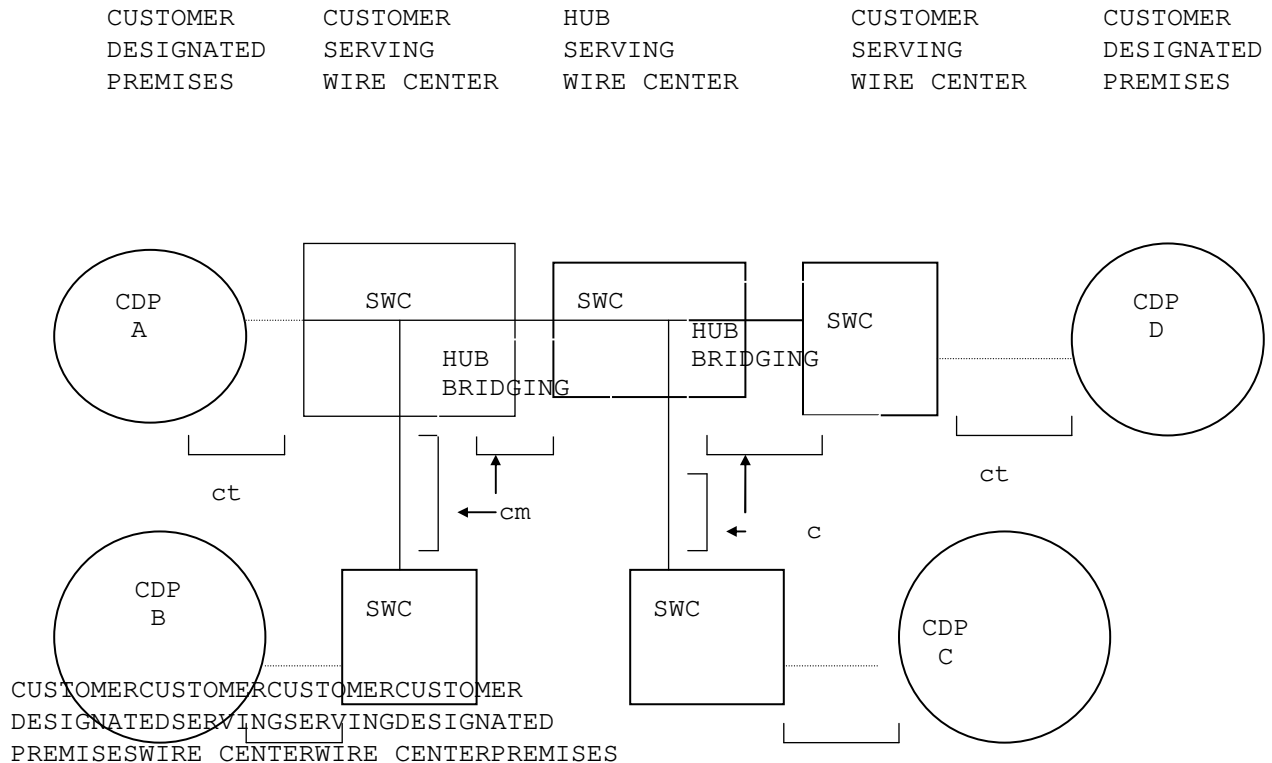 CUSTOMER CUSTOMER HUB CUSTOMER CUSTOMER
DESIGNATED SERVING SERVING SERVING DESIGNATED
PREMISES WIRE CENTER WIRE CENTER WIRE CENTER PREMISES
CDP
A
SWC
HUB
BRIDGING
SWC
HUB
BRIDGING
SWC
CDP
D
ct
cm
c
ct
CDP
B
SWC
SWC
CDP
C
CUSTOMERCUSTOMERCUSTOMERCUSTOMER
DESIGNATEDSERVINGSERVINGDESIGNATED
PREMISESWIRE CENTERWIRE CENTERPREMISES